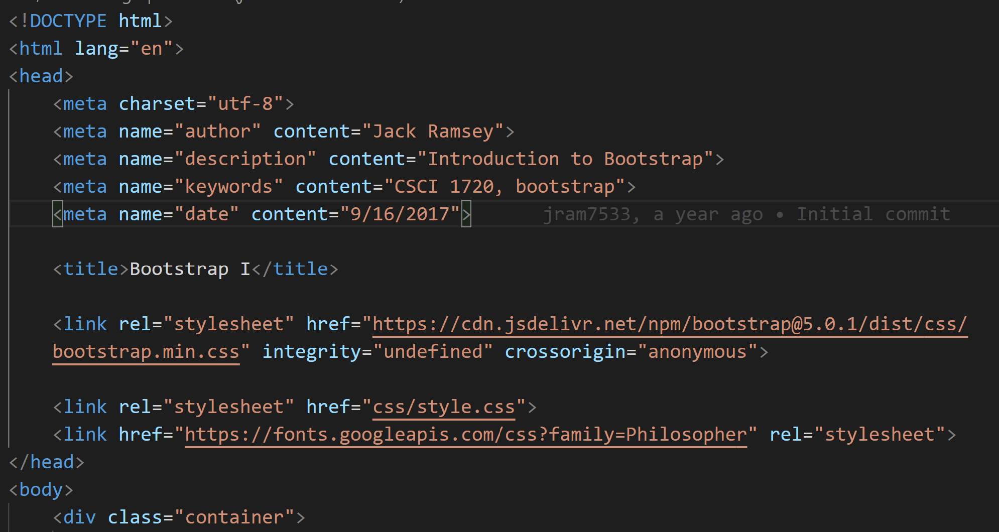 <!DOCTYPE html>
<html lang="en">
<head>
<meta charset="utf-8">
<meta name="author" content="Jack Ramsey">
<meta name="description" content="Introduction to Bootstrap">
<meta name="keywords" content="CSCI 1720, bootstrap">
<meta name="date" content="9/16/2017"> jram7533, a year ago • Initial commit
<title>Bootstrap I</title>
<link rel="stylesheet" href="https://cdn.jsdelivr.net/npm/bootstrap@5.0.1/dist/css/
bootstrap.min.css" integrity="undefined" crossorigin="anonymous">
<link rel="stylesheet" href="css/style.css">
<link href="https://fonts.googleapis.com/css?family=Philosopher" rel="stylesheet">
</head>
<body>
<div class="container">